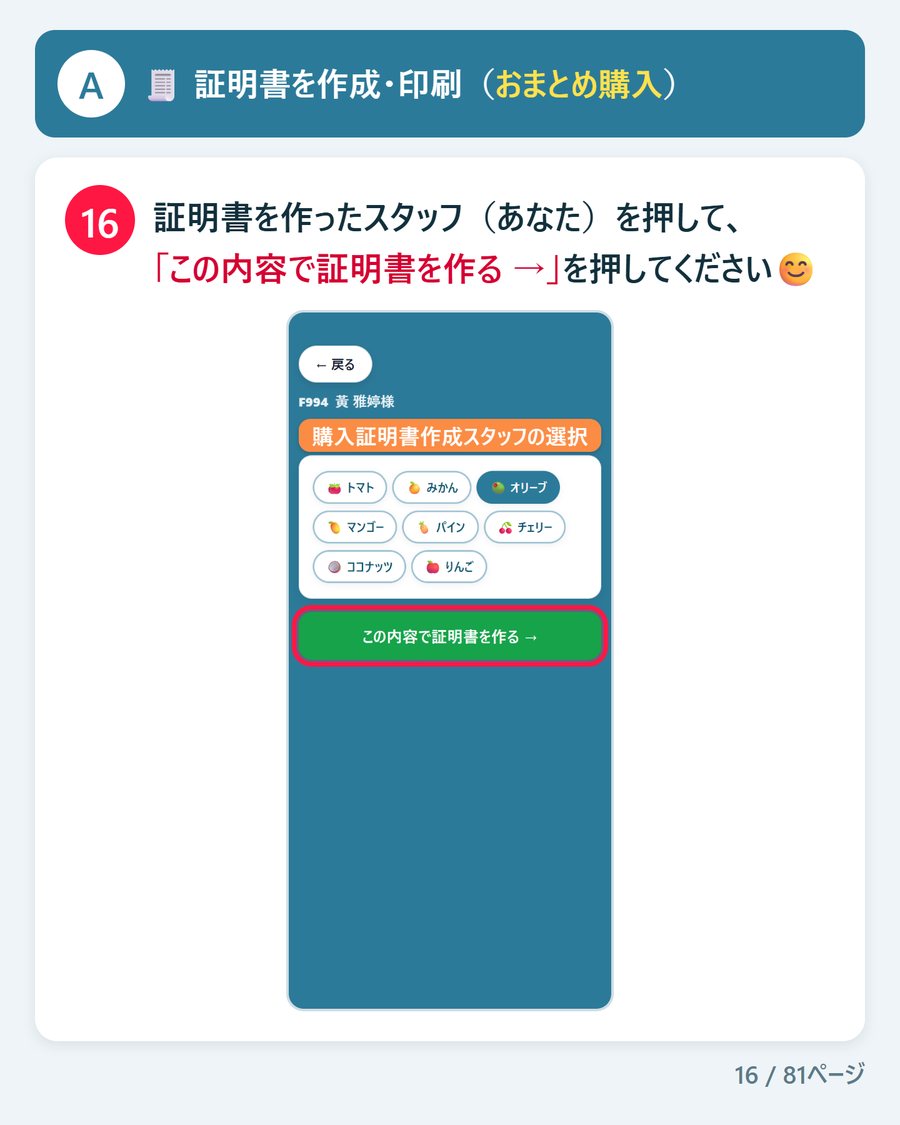 A 🧾 証明書を作成・印刷（おまとめ購入）
16 証明書を作ったスタッフ（あなた）を押して、
「この内容で証明書を作る →」を押してください😊
← 戻る
F994 黄 雅婷様
購入証明書作成スタッフの選択
🍅 トマト 🍊 みかん 🫒 オリーブ
🥭 マンゴー 🍍 パイン 🍒 チェリー
🥥 ココナッツ 🍎 りんご
この内容で証明書を作る →
16 / 81ページ